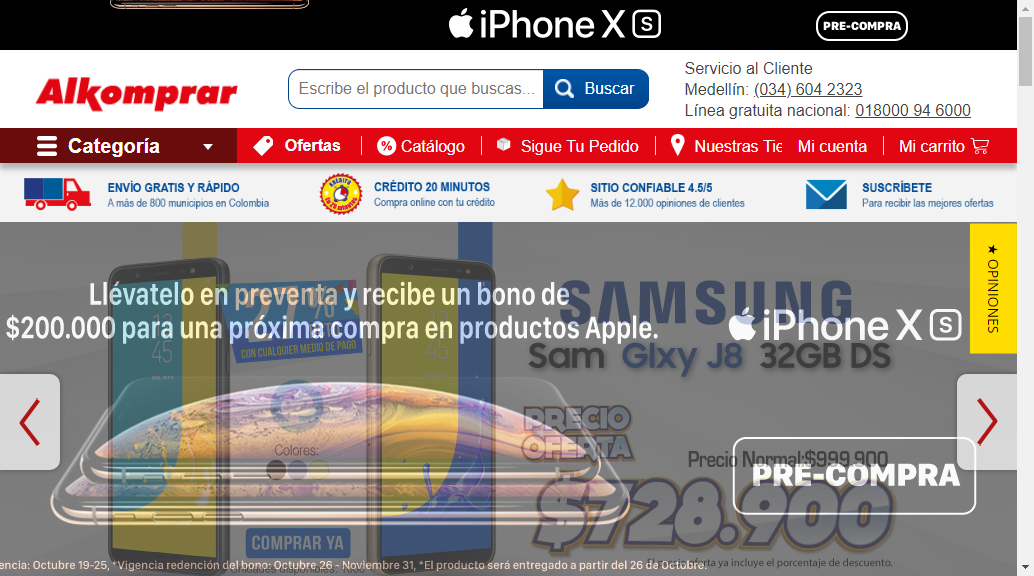 iPhone XS
PRE-COMPRA
Alkomprar
Escribe el producto que buscas...
Buscar
Servicio al Cliente
Medellín: (034) 604 2323
Línea gratuita nacional: 018000 94 6000
Categoría
Ofertas
Catálogo
Sigue Tu Pedido
Nuestras Tie
Mi cuenta
Mi carrito
ENVÍO GRATIS Y RÁPIDO
A más de 800 municipios en Colombia
CRÉDITO 20 MINUTOS
Compra online con tu crédito
SITIO CONFIABLE 4.5/5
Más de 12.000 opiniones de clientes
SUSCRÍBETE
Para recibir las mejores ofertas
★ OPINIONES
Llévatelo en preventa y recibe un bono de
$200.000 para una próxima compra en productos Apple.
CON CUALQUIER MEDIO DE PAGO
SAMSUNG
iPhone XS
Sam Glxy J8 32GB DS
PRECIO
OFERTA
Colores:
Precio Normal:$999.900
PRE-COMPRA
$728.900
COMPRAR YA
encia: Octubre 19-25, *Vigencia redención del bono: Octubre 26 - Noviembre 31, *El producto será entregado a partir del 26 de Octubre.
ya incluye el porcentaje de descuento.